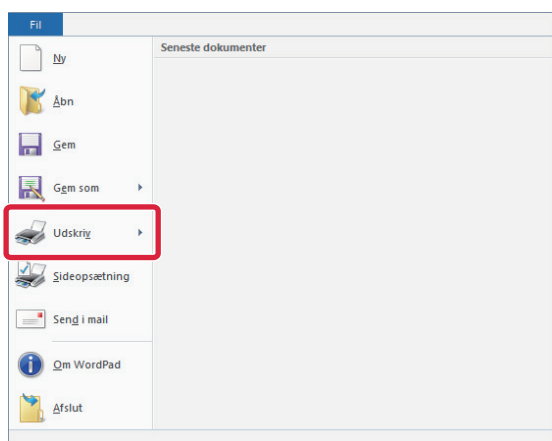 Fil
Seneste dokumenter
Ny
Åbn
Gem
Gem som
Udskriv
Sideopsætning
Send i mail
Om WordPad
Afslut